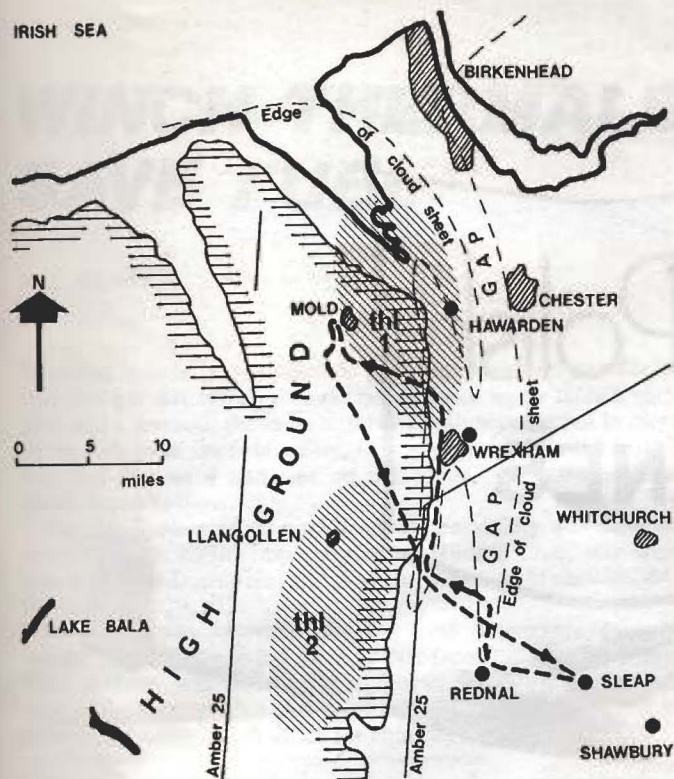 IRISH SEA
BIRKENHEAD
Edge
of cloud sheet
GAP
N
CHESTER
MOLD
thl
1
HAWARDEN
0 5 10
miles
HIGH GROUND
WREXHAM
GAP
Edge of cloud sheet
WHITCHURCH
LLANGOLLEN
thl
2
LAKE BALA
REDNAL
SLEAP
SHAWBURY
Amber 25
Amber 25